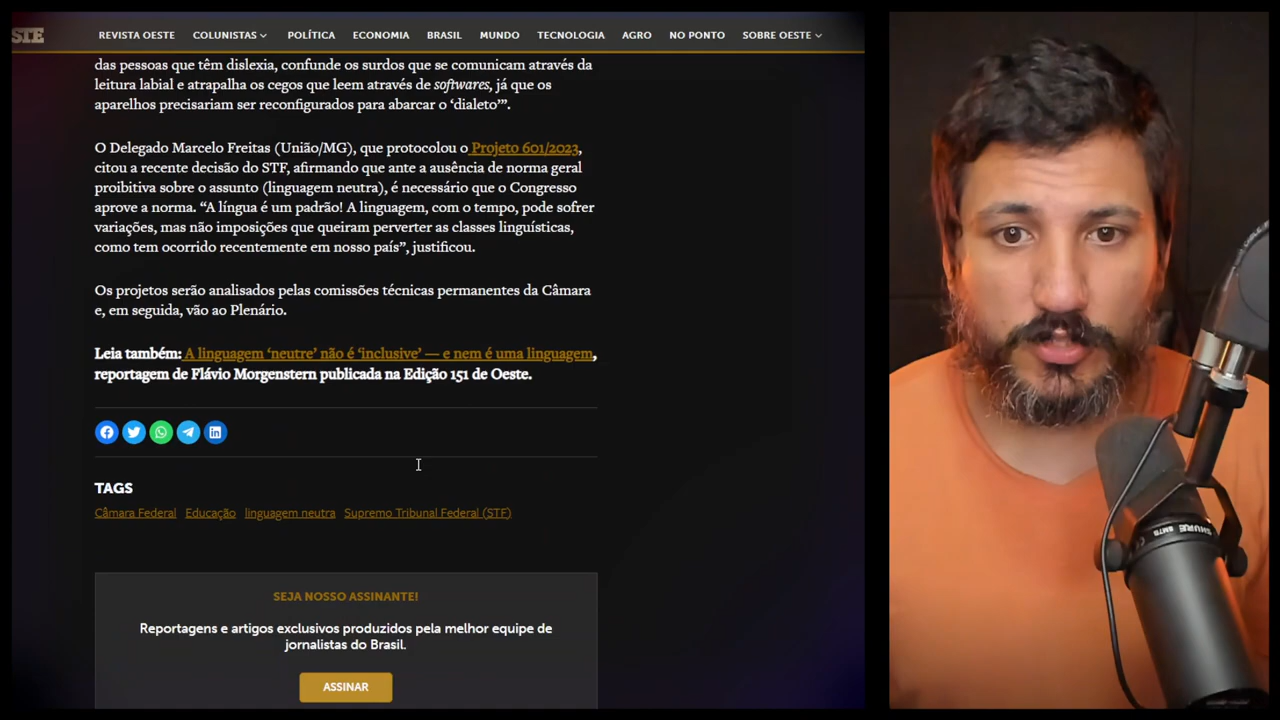 STE
REVISTA OESTE COLUNISTAS POLÍTICA ECONOMIA BRASIL MUNDO TECNOLOGIA AGRO NO PONTO SOBRE OESTE
das pessoas que têm dislexia, confunde os surdos que se comunicam através da
leitura labial e atrapalha os cegos que leem através de softwares, já que os
aparelhos precisariam ser reconfigurados para abarcar o ‘dialeto’”.
O Delegado Marcelo Freitas (União/MG), que protocolou o Projeto 601/2023,
citou a recente decisão do STF, afirmando que ante a ausência de norma geral
proibitiva sobre o assunto (linguagem neutra), é necessário que o Congresso
aprove a norma. “A língua é um padrão! A linguagem, com o tempo, pode sofrer
variações, mas não imposições que queiram perverter as classes linguísticas,
como tem ocorrido recentemente em nosso país”, justificou.
Os projetos serão analisados pelas comissões técnicas permanentes da Câmara
e, em seguida, vão ao Plenário.
Leia também: A linguagem ‘neutre’ não é ‘inclusive’ — e nem é uma linguagem,
reportagem de Flávio Morgenstern publicada na Edição 151 de Oeste.
TAGS
Câmara Federal Educação linguagem neutra Supremo Tribunal Federal (STF)
SEJA NOSSO ASSINANTE!
Reportagens e artigos exclusivos produzidos pela melhor equipe de
jornalistas do Brasil.
ASSINAR
SHURE
SM7B